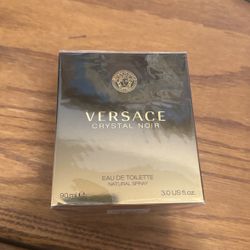 VERSACE
CRYSTAL NOIR
EAU DE TOILETTE
NATURAL SPRAY
90 ml ℮ 3.0 US fl.oz.